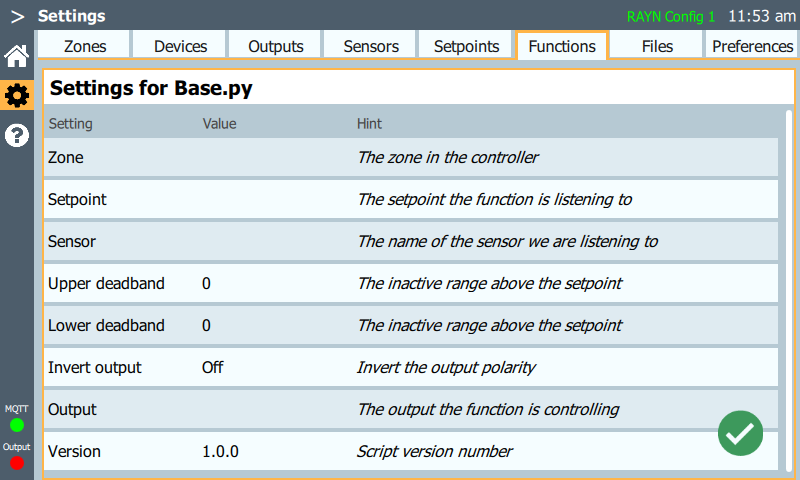 > Settings RAYN Config 1 11:53 am
Zones Devices Outputs Sensors Setpoints Functions Files Preferences
Settings for Base.py
Setting Value Hint
Zone The zone in the controller
Setpoint The setpoint the function is listening to
Sensor The name of the sensor we are listening to
Upper deadband 0 The inactive range above the setpoint
Lower deadband 0 The inactive range above the setpoint
Invert output Off Invert the output polarity
Output The output the function is controlling
Version 1.0.0 Script version number
?
MQTT
Output